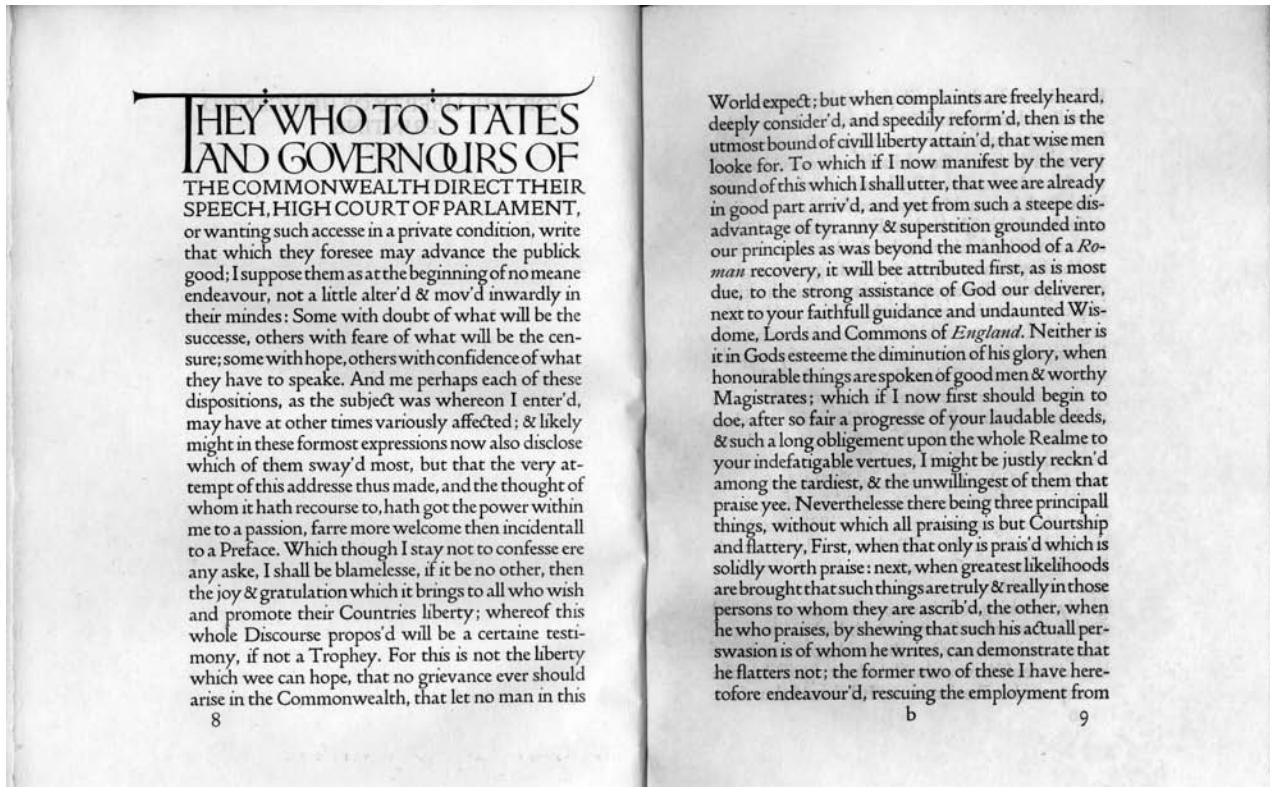 THEY WHO TO STATES
AND GOVERNOURS OF
THE COMMONWEALTH DIRECT THEIR
SPEECH, HIGH COURT OF PARLAMENT,
or wanting such accesse in a private condition, write
that which they foresee may advance the publick
good; I suppose them as at the beginning of no meane
endeavour, not a little alter'd & mov'd inwardly in
their mindes: Some with doubt of what will be the
successe, others with feare of what will be the cen-
sure; some with hope, others with confidence of what
they have to speake. And me perhaps each of these
dispositions, as the subject was whereon I enter'd,
may have at other times variously affected; & likely
might in these formost expressions now also disclose
which of them sway'd most, but that the very at-
tempt of this addresse thus made, and the thought of
whom it hath recourse to, hath got the power within
me to a passion, farre more welcome then incidentall
to a Preface. Which though I stay not to confesse ere
any aske, I shall be blamelesse, if it be no other, then
the joy & gratulation which it brings to all who wish
and promote their Countries liberty; whereof this
whole Discourse propos'd will be a certaine testi-
mony, if not a Trophey. For this is not the liberty
which wee can hope, that no grievance ever should
arise in the Commonwealth, that let no man in this
8
World expect; but when complaints are freely heard,
deeply consider'd, and speedily reform'd, then is the
utmost bound of civill liberty attain'd, that wise men
looke for. To which if I now manifest by the very
sound of this which I shall utter, that wee are already
in good part arriv'd, and yet from such a steepe dis-
advantage of tyranny & superstition grounded into
our principles as was beyond the manhood of a Ro-
man recovery, it will bee attributed first, as is most
due, to the strong assistance of God our deliverer,
next to your faithfull guidance and undaunted Wis-
dome, Lords and Commons of England. Neither is
it in Gods esteeme the diminution of his glory, when
honourable things are spoken of good men & worthy
Magistrates; which if I now first should begin to
doe, after so fair a progresse of your laudable deeds,
& such a long obligement upon the whole Realme to
your indefatigable vertues, I might be justly reckn'd
among the tardiest, & the unwillingest of them that
praise yee. Neverthelesse there being three principall
things, without which all praising is but Courtship
and flattery, First, when that only is prais'd which is
solidly worth praise: next, when greatest likelihoods
are brought that such things are truly & really in those
persons to whom they are ascrib'd, the other, when
he who praises, by shewing that such his actuall per-
swasion is of whom he writes, can demonstrate that
he flatters not; the former two of these I have here-
tofore endeavour'd, rescuing the employment from
b 9